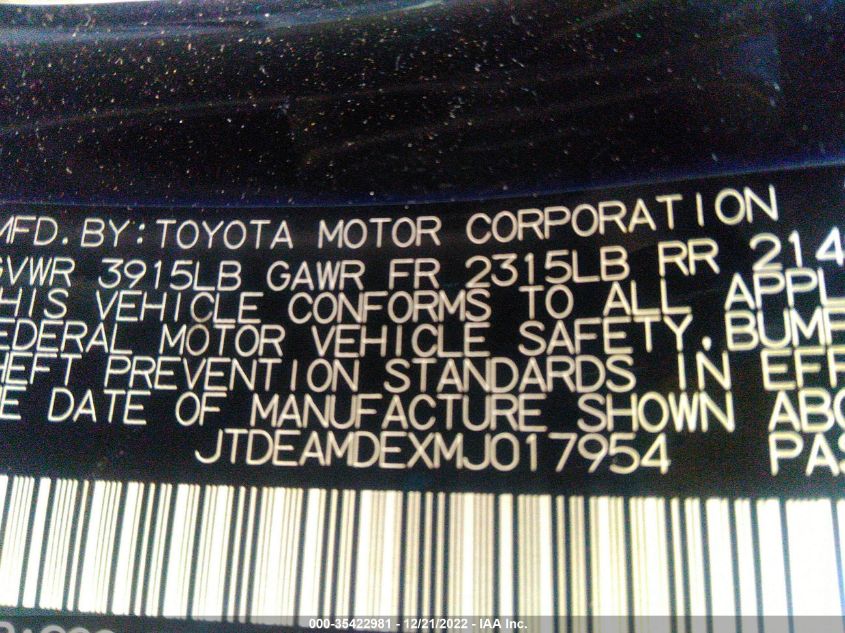 MFD. BY: TOYOTA MOTOR CORPORATION
GVWR 3915LB GAWR FR 2315LB RR 214
HIS VEHICLE CONFORMS TO ALL APPL
EDERAL MOTOR VEHICLE SAFETY, BUMP
HEFT PREVENTION STANDARDS IN EFF
E DATE OF MANUFACTURE SHOWN ABO
JTDEAMDEXMJ017954 PAS
000-35422981 - 12/21/2022 - IAA Inc.